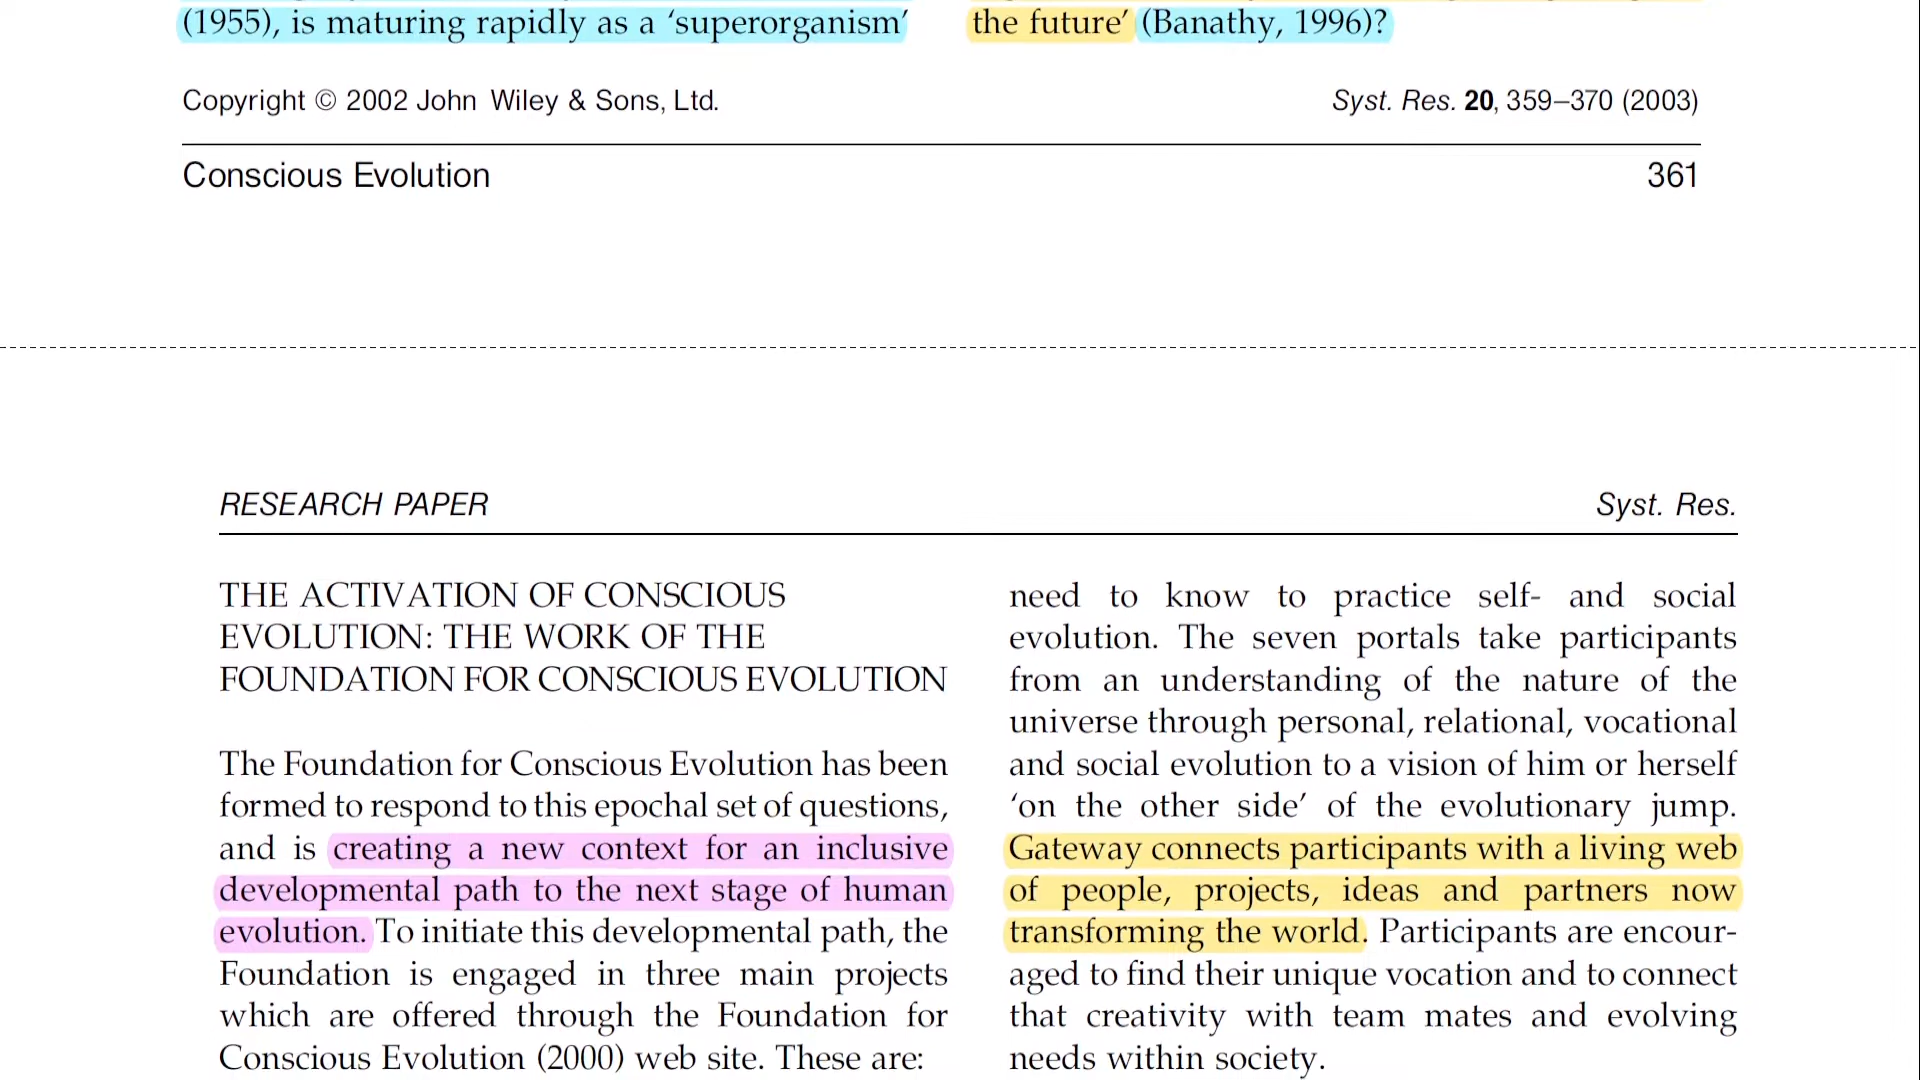 (1955), is maturing rapidly as a ‘superorganism’
the future’ (Banathy, 1996)?
Copyright © 2002 John Wiley & Sons, Ltd.
Syst. Res. 20, 359–370 (2003)
Conscious Evolution
361
RESEARCH PAPER
Syst. Res.
THE ACTIVATION OF CONSCIOUS
EVOLUTION: THE WORK OF THE
FOUNDATION FOR CONSCIOUS EVOLUTION
The Foundation for Conscious Evolution has been
formed to respond to this epochal set of questions,
and is creating a new context for an inclusive
developmental path to the next stage of human
evolution. To initiate this developmental path, the
Foundation is engaged in three main projects
which are offered through the Foundation for
Conscious Evolution (2000) web site. These are:
need to know to practice self- and social
evolution. The seven portals take participants
from an understanding of the nature of the
universe through personal, relational, vocational
and social evolution to a vision of him or herself
‘on the other side’ of the evolutionary jump.
Gateway connects participants with a living web
of people, projects, ideas and partners now
transforming the world. Participants are encour-
aged to find their unique vocation and to connect
that creativity with team mates and evolving
needs within society.